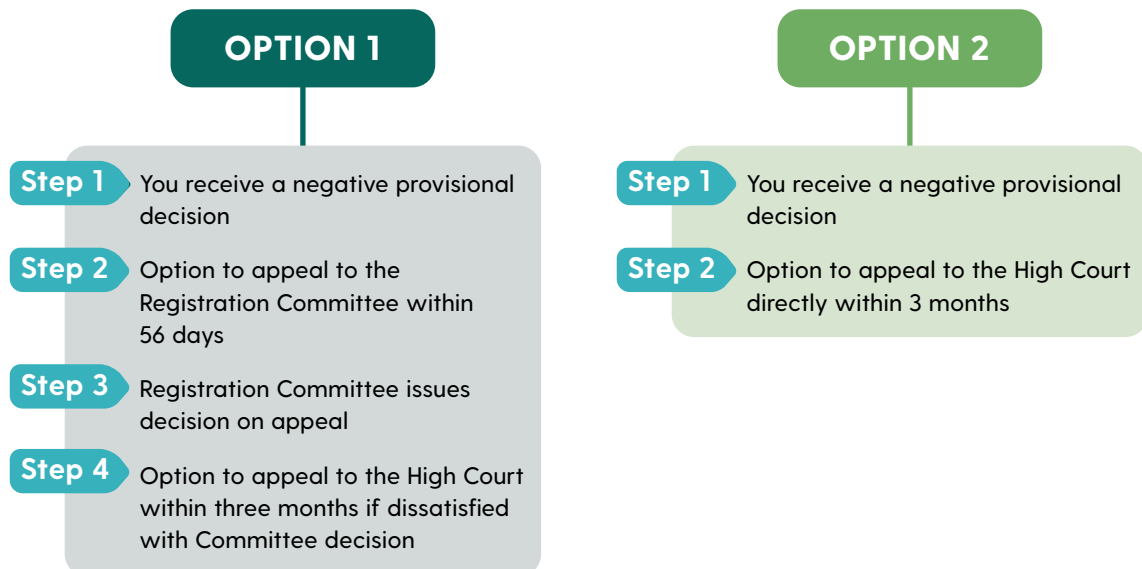 OPTION 1
Step 1
You receive a negative provisional
decision
Step 2
Option to appeal to the
Registration Committee within
56 days
Step 3
Registration Committee issues
decision on appeal
Step 4
Option to appeal to the High Court
within three months if dissatisfied
with Committee decision
OPTION 2
Step 1
You receive a negative provisional
decision
Step 2
Option to appeal to the High Court
directly within 3 months